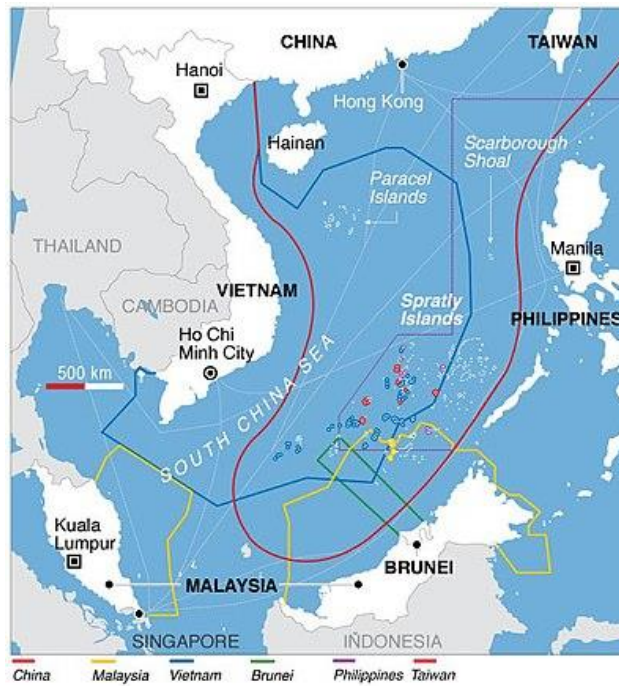 CHINA
TAIWAN
Hanoi
Hong Kong
Hainan
Scarborough
Shoal
Paracel
Islands
THAILAND
VIETNAM
Manila
CAMBODIA
Spratly
Islands
PHILIPPINES
Ho Chi
Minh City
500 km
SOUTH CHINA SEA
Kuala
Lumpur
MALAYSIA
BRUNEI
SINGAPORE
INDONESIA
China
Malaysia
Vietnam
Brunei
Philippines
Taiwan